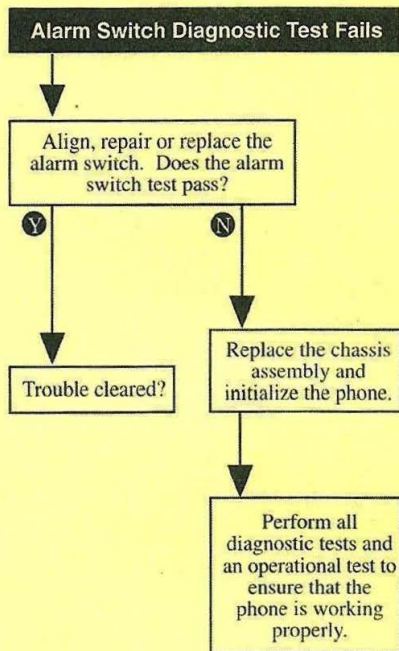 Alarm Switch Diagnostic Test Fails
Align, repair or replace the
alarm switch. Does the alarm
switch test pass?
Y
N
Trouble cleared?
Replace the chassis
assembly and
initialize the phone.
Perform all
diagnostic tests and
an operational test to
ensure that the
phone is working
properly.